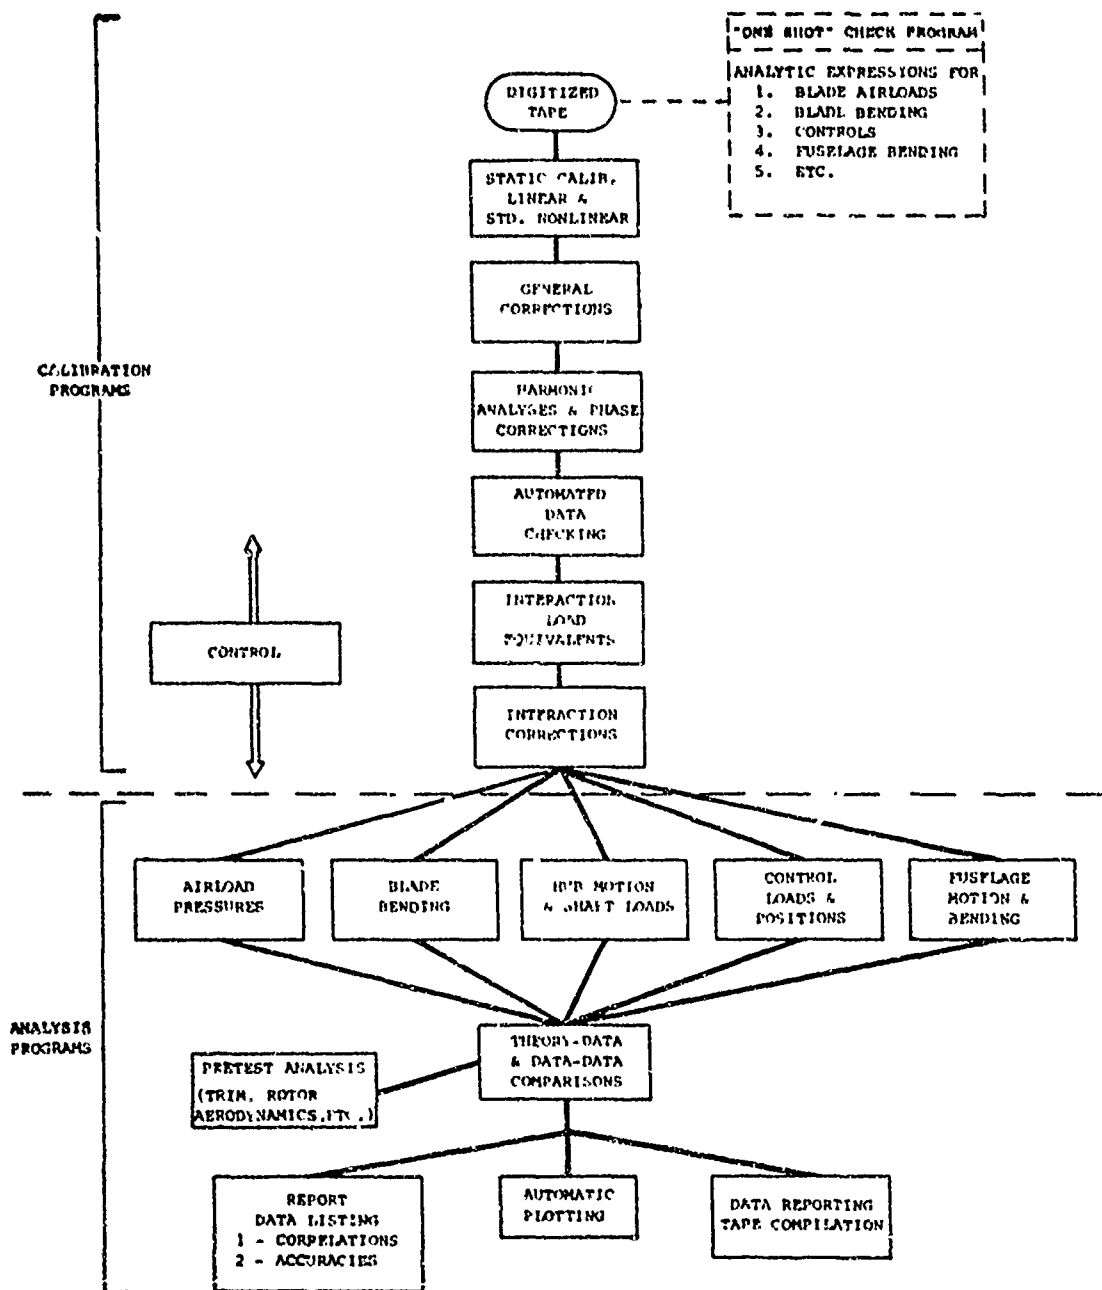 "ONE SHOT" CHECK PROGRAM
ANALYTIC EXPRESSIONS FOR
1. BLADE AIRLOADS
2. BLADE BENDING
3. CONTROLS
4. FUSELAGE BENDING
5. ETC.
DIGITIZED
TAPE
STATIC CALIB,
LINEAR &
STD. NONLINEAR
GENERAL
CORRECTIONS
CALIBRATION
PROGRAMS
HARMONIC
ANALYSES & PHASE
CORRECTIONS
AUTOMATED
DATA
CHECKING
INTERACTION
LOAD
EQUIVALENTS
CONTROL
INTERACTION
CORRECTIONS
AIRLOAD
PRESSURES
BLADE
BENDING
HUB MOTION
& SHAFT LOADS
CONTROL
LOADS &
POSITIONS
FUSELAGE
MOTION &
BENDING
ANALYSIS
PROGRAMS
THEORY-DATA
& DATA-DATA
COMPARISONS
PRETEST ANALYSIS
(TRIM, ROTOR
AERODYNAMICS, ETC.)
REPORT
DATA LISTING
1 - CORRELATIONS
2 - ACCURACIES
AUTOMATIC
PLOTTING
DATA REPORTING
TAPE COMPILATION